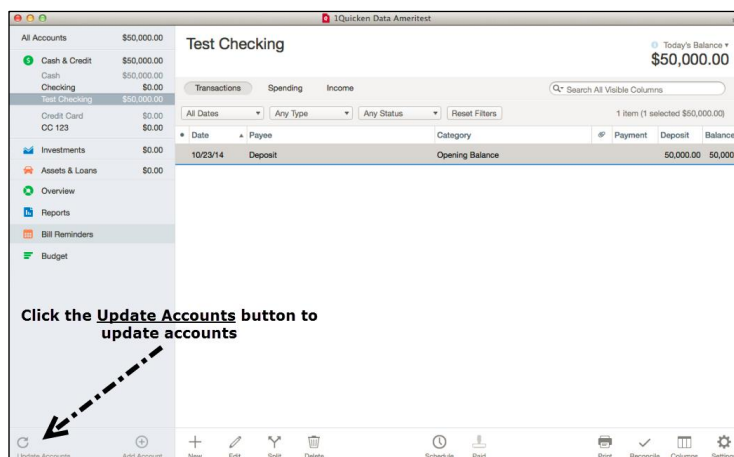 1Quicken Data Ameritest
All Accounts $50,000.00
Cash & Credit $50,000.00
Cash $50,000.00
Checking $0.00
Test Checking $50,000.00
Credit Card $0.00
CC 123 $0.00
Investments $0.00
Assets & Loans $0.00
Overview
Reports
Bill Reminders
Budget
Click the Update Accounts button to
update accounts
Update Accounts Add Account
Test Checking
Today's Balance
$50,000.00
Transactions Spending Income
Search All Visible Columns
All Dates Any Type Any Status Reset Filters
1 item (1 selected $50,000.00)
Date Payee Category Payment Deposit Balance
10/23/14 Deposit Opening Balance 50,000.00 50,000
New Edit Split Delete Schedule Paid Print Reconcile Columns Settings